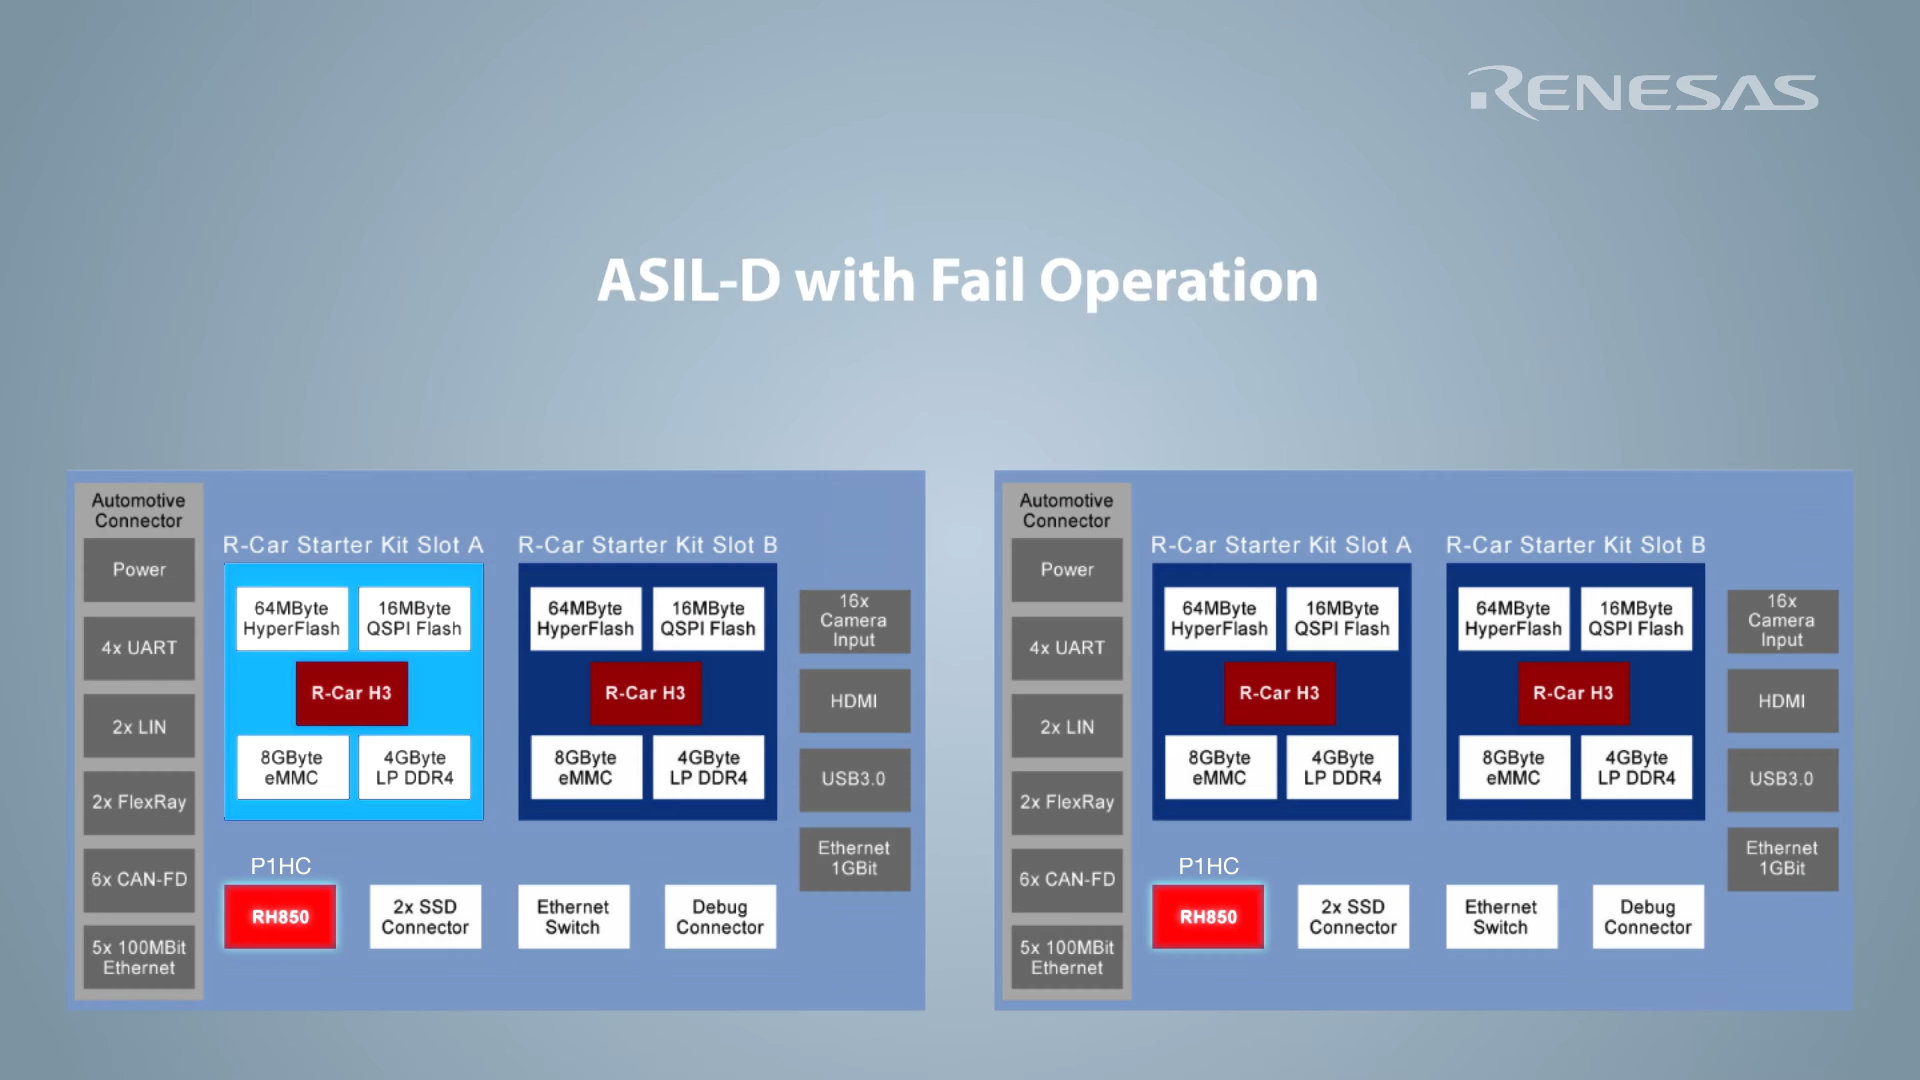 RENESAS
ASIL-D with Fail Operation
Automotive
Connector
Power
4x UART
2x LIN
2x FlexRay
6x CAN-FD
5x 100MBit
Ethernet
R-Car Starter Kit Slot A
64MByte
HyperFlash
16MByte
QSPI Flash
R-Car H3
8GByte
eMMC
4GByte
LP DDR4
R-Car Starter Kit Slot B
64MByte
HyperFlash
16MByte
QSPI Flash
R-Car H3
8GByte
eMMC
4GByte
LP DDR4
16x
Camera
Input
HDMI
USB3.0
Ethernet
1GBit
P1HC
RH850
2x SSD
Connector
Ethernet
Switch
Debug
Connector
Automotive
Connector
Power
4x UART
2x LIN
2x FlexRay
6x CAN-FD
5x 100MBit
Ethernet
R-Car Starter Kit Slot A
64MByte
HyperFlash
16MByte
QSPI Flash
R-Car H3
8GByte
eMMC
4GByte
LP DDR4
R-Car Starter Kit Slot B
64MByte
HyperFlash
16MByte
QSPI Flash
R-Car H3
8GByte
eMMC
4GByte
LP DDR4
16x
Camera
Input
HDMI
USB3.0
Ethernet
1GBit
P1HC
RH850
2x SSD
Connector
Ethernet
Switch
Debug
Connector